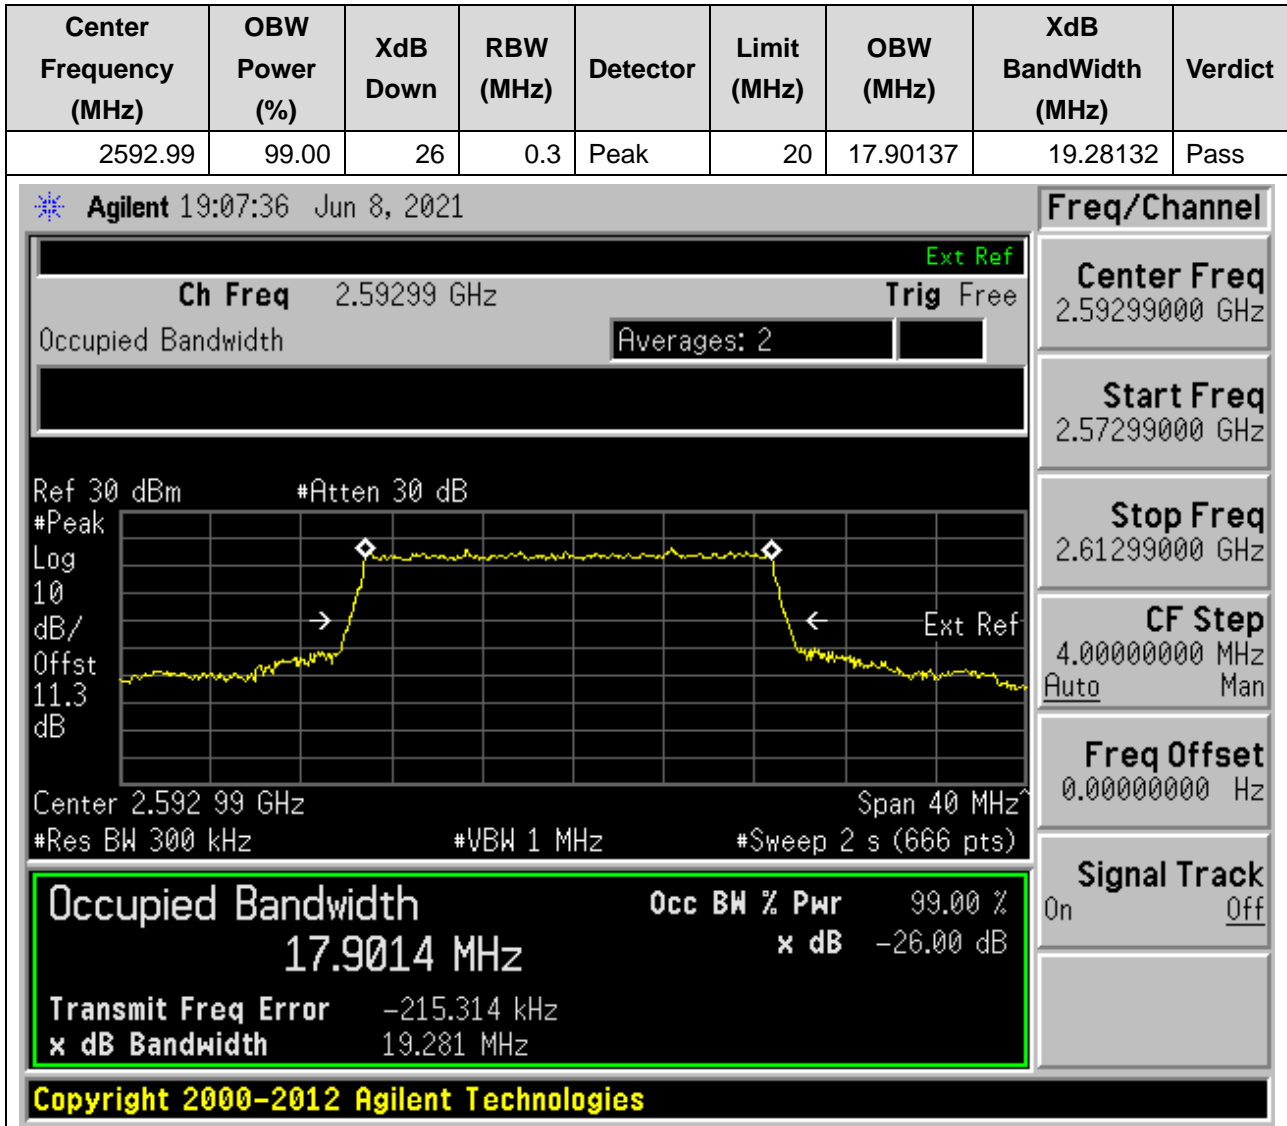 Center Frequency (MHz) OBW Power (%) XdB Down RBW (MHz) Detector Limit (MHz) OBW (MHz) XdB BandWidth (MHz) Verdict
2592.99 99.00 26 0.3 Peak 20 17.90137 19.28132 Pass
Agilent 19:07:36 Jun 8, 2021
Freq/Channel
Ext Ref
Ch Freq 2.59299 GHz Trig Free
Occupied Bandwidth Averages: 2
Ref 30 dBm #Atten 30 dB
#Peak
Log
10
dB/
Offst
11.3
dB
Ext Ref
Center 2.592 99 GHz Span 40 MHz^
#Res BW 300 kHz #VBW 1 MHz #Sweep 2 s (666 pts)
Occupied Bandwidth Occ BW % Pwr 99.00 %
17.9014 MHz x dB -26.00 dB
Transmit Freq Error -215.314 kHz
x dB Bandwidth 19.281 MHz
Copyright 2000-2012 Agilent Technologies
Center Freq
2.59299000 GHz
Start Freq
2.57299000 GHz
Stop Freq
2.61299000 GHz
CF Step
4.00000000 MHz
Auto Man
Freq Offset
0.00000000 Hz
Signal Track
On Off